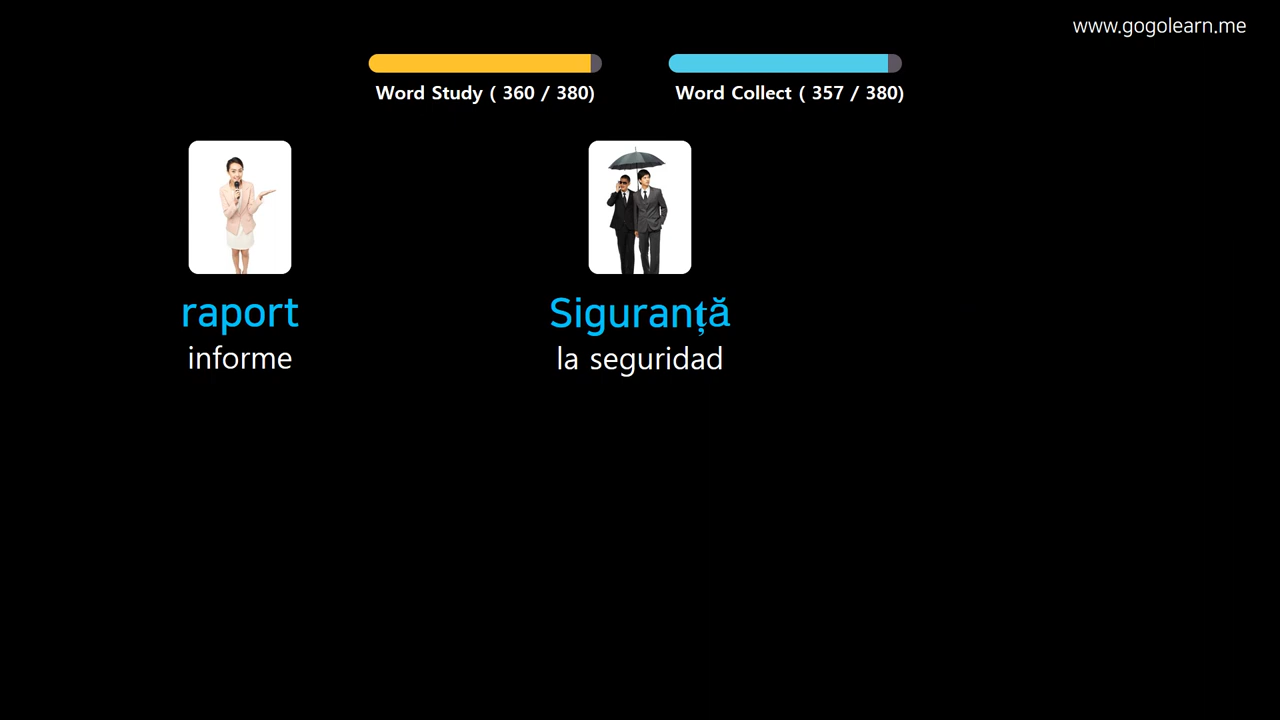 www.gogolearn.me
Word Study ( 360 / 380)
Word Collect ( 357 / 380)
raport
informe
Siguranță
la seguridad